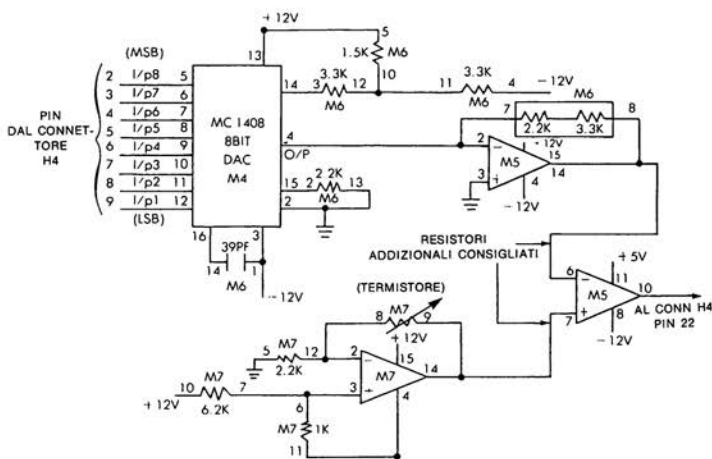 +12V
(MSB)
13
5
1.5K
M6
10
2 I/p8 5
3 I/p7 6
4 I/p6 7
5 I/p5 8
6 I/p4 9
7 I/p3 10
8 I/p2 11
9 I/p1 12
(LSB)
PIN
DAL CONNET-
TORE
H4
MC 1408
8BIT
DAC
M4
14
3 3.3K 12
M6
11 3.3K 4
M6
-12V
4
O/P
M6
7 8
2.2K 3.3K
2 -
3 +
M5
-12V
15
14
4
-12V
15
2 2.2K 13
M6
2
16
3
39PF
14 1
M6
-12V
RESISTORI
ADDIZIONALI CONSIGLIATI
+5V
6 -
7 +
M5
11
10
8
-12V
AL CONN H4
PIN 22
(TERMISTORE)
8 M7 9
+12V
M7
5 12
2.2K
2 -
3 +
M7
15
14
4
M7
10 7
+12V
6.2K
6
M7 1K
11